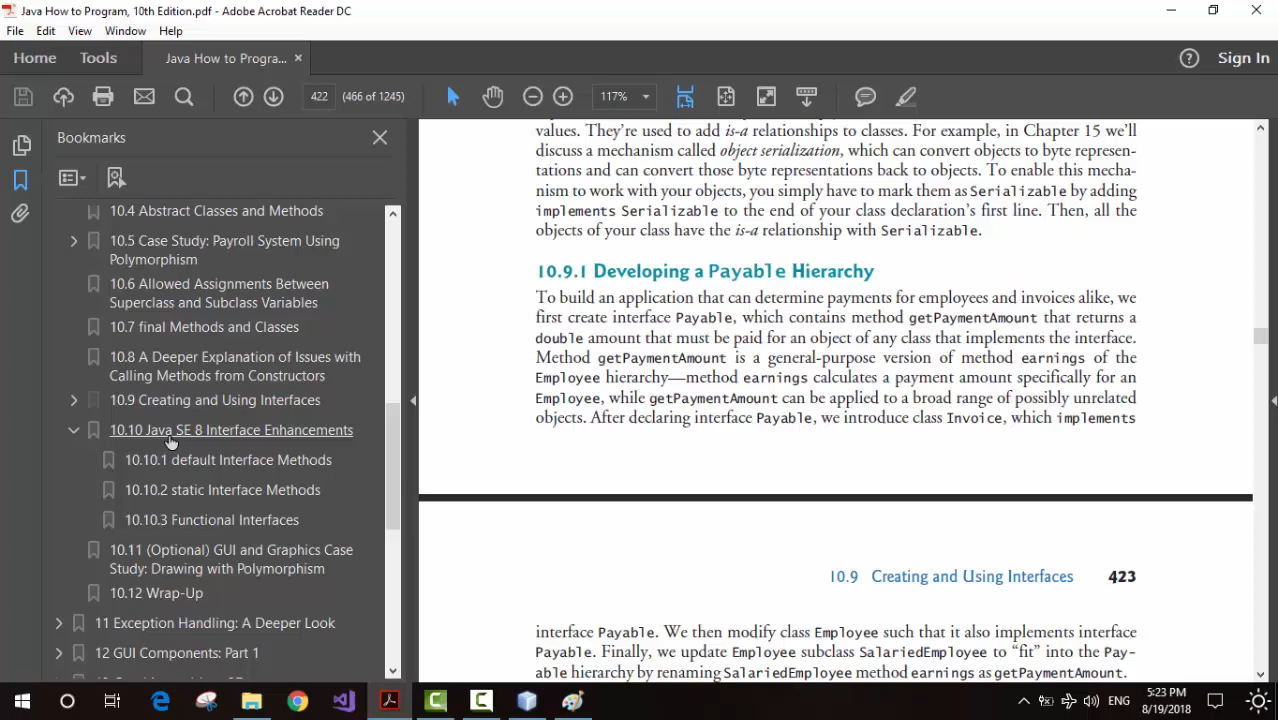 Java How to Program, 10th Edition.pdf - Adobe Acrobat Reader DC
File Edit View Window Help
Home Tools Java How to Progra... × Sign In
422 (466 of 1245) 117%
Bookmarks
10.4 Abstract Classes and Methods
10.5 Case Study: Payroll System Using
Polymorphism
10.6 Allowed Assignments Between
Superclass and Subclass Variables
10.7 final Methods and Classes
10.8 A Deeper Explanation of Issues with
Calling Methods from Constructors
10.9 Creating and Using Interfaces
10.10 Java SE 8 Interface Enhancements
10.10.1 default Interface Methods
10.10.2 static Interface Methods
10.10.3 Functional Interfaces
10.11 (Optional) GUI and Graphics Case
Study: Drawing with Polymorphism
10.12 Wrap-Up
11 Exception Handling: A Deeper Look
12 GUI Components: Part 1
values. They're used to add is-a relationships to classes. For example, in Chapter 15 we'll
discuss a mechanism called object serialization, which can convert objects to byte represen-
tations and can convert those byte representations back to objects. To enable this mecha-
nism to work with your objects, you simply have to mark them as Serializable by adding
implements Serializable to the end of your class declaration's first line. Then, all the
objects of your class have the is-a relationship with Serializable.
10.9.1 Developing a Payable Hierarchy
To build an application that can determine payments for employees and invoices alike, we
first create interface Payable, which contains method getPaymentAmount that returns a
double amount that must be paid for an object of any class that implements the interface.
Method getPaymentAmount is a general-purpose version of method earnings of the
Employee hierarchy—method earnings calculates a payment amount specifically for an
Employee, while getPaymentAmount can be applied to a broad range of possibly unrelated
objects. After declaring interface Payable, we introduce class Invoice, which implements
10.9 Creating and Using Interfaces 423
interface Payable. We then modify class Employee such that it also implements interface
Payable. Finally, we update Employee subclass SalariedEmployee to "fit" into the Pay-
able hierarchy by renaming SalariedEmployee method earnings as getPaymentAmount.
ENG
5:23 PM
8/19/2018